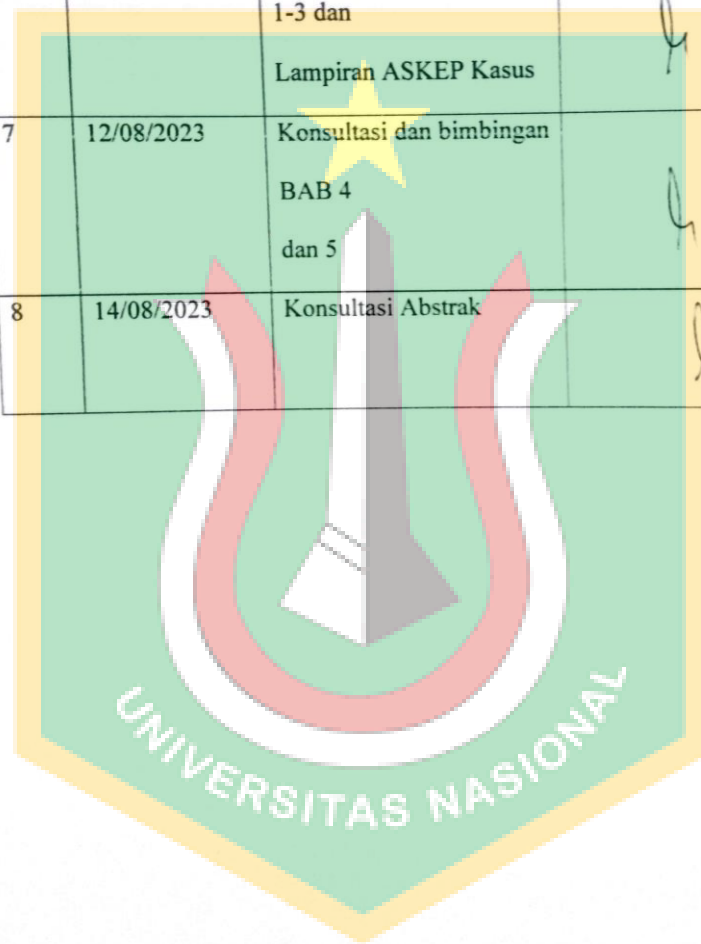 1-3 dan
Lampiran ASKEP Kasus
7 12/08/2023 Konsultasi dan bimbingan
BAB 4
dan 5
8 14/08/2023 Konsultasi Abstrak
UNIVERSITAS NASIONAL